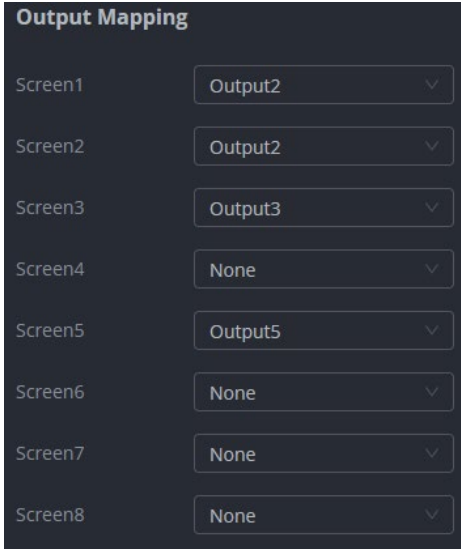 Output Mapping
Screen1 Output2
Screen2 Output2
Screen3 Output3
Screen4 None
Screen5 Output5
Screen6 None
Screen7 None
Screen8 None